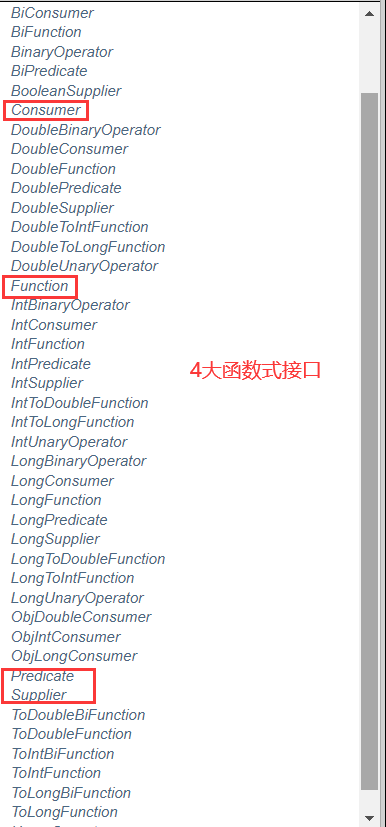 BiConsumer
BiFunction
BinaryOperator
BiPredicate
BooleanSupplier
Consumer
DoubleBinaryOperator
DoubleConsumer
DoubleFunction
DoublePredicate
DoubleSupplier
DoubleToIntFunction
DoubleToLongFunction
DoubleUnaryOperator
Function
IntBinaryOperator
IntConsumer
IntFunction
IntPredicate
4大函数式接口
IntSupplier
IntToDoubleFunction
IntToLongFunction
IntUnaryOperator
LongBinaryOperator
LongConsumer
LongFunction
LongPredicate
LongSupplier
LongToDoubleFunction
LongToIntFunction
LongUnaryOperator
ObjDoubleConsumer
ObjIntConsumer
ObjLongConsumer
Predicate
Supplier
ToDoubleBiFunction
ToDoubleFunction
ToIntBiFunction
ToIntFunction
ToLongBiFunction
ToLongFunction